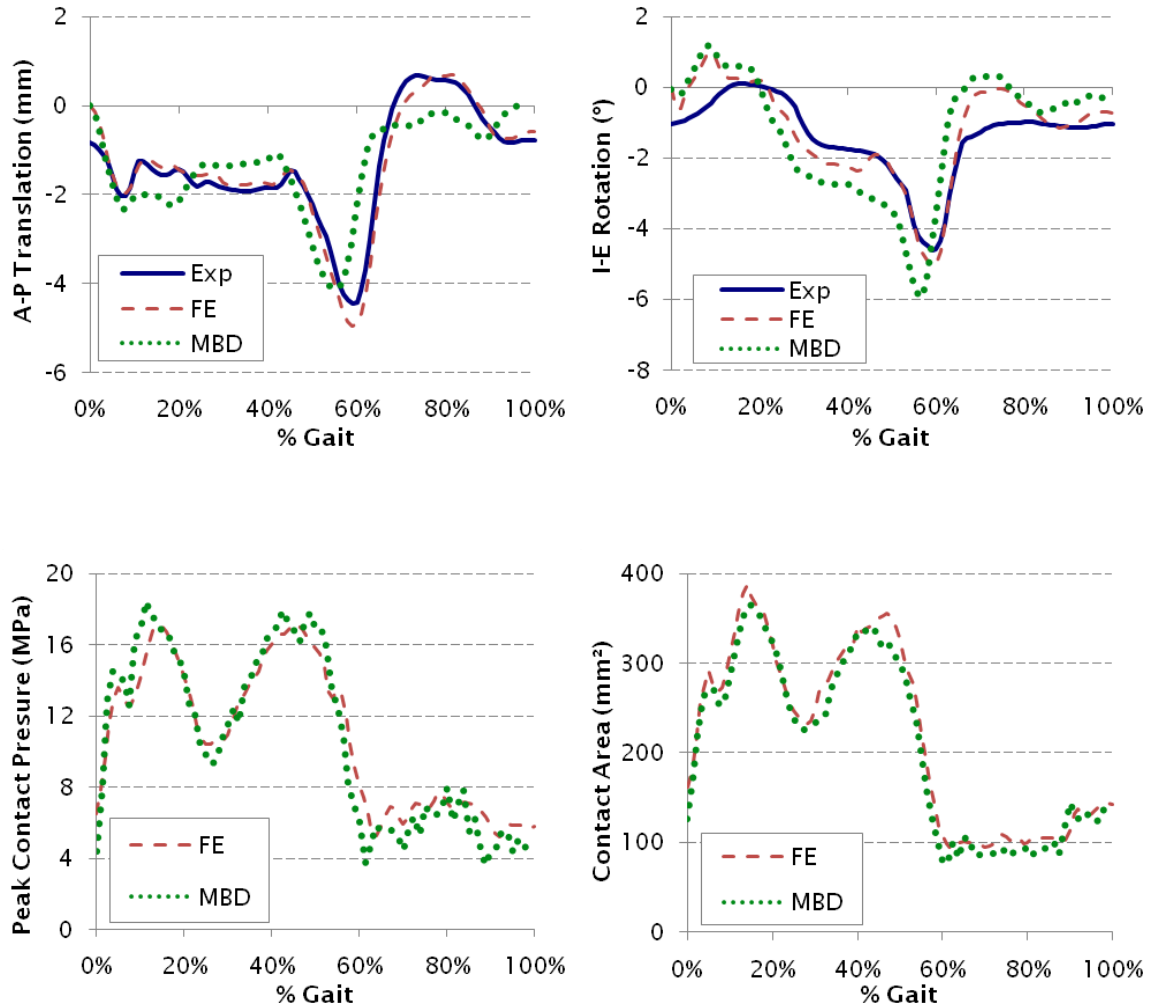 2
0
-2
-4
-6
A-P Translation (mm)
Exp
FE
MBD
0%
20%
40%
60%
80%
100%
% Gait
2
0
-2
-4
-6
-8
I-E Rotation (°)
Exp
FE
MBD
0%
20%
40%
60%
80%
100%
% Gait
20
16
12
8
4
0
Peak Contact Presure (MPa)
FE
MBD
0%
20%
40%
60%
80%
100%
% Gait
400
300
200
100
0
Contact Area (mm²)
FE
MBD
0%
20%
40%
60%
80%
100%
% Gait